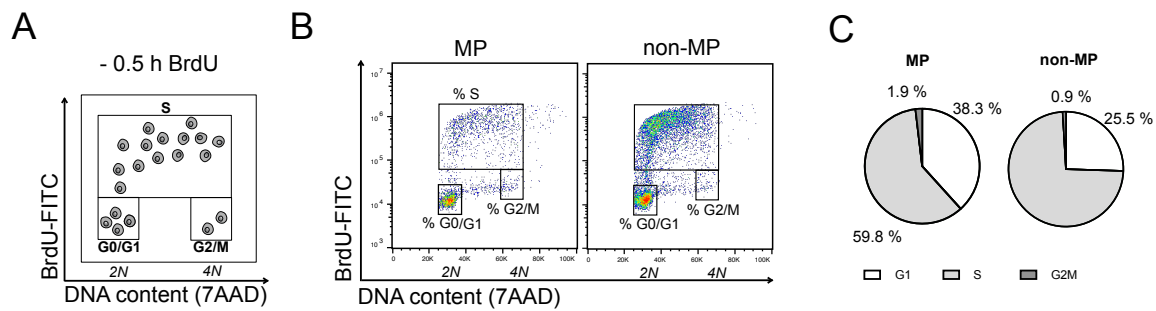 A
- 0.5 h BrdU
S
G0/G1
G2/M
2N
4N
BrdU-FITC
DNA content (7AAD)
B
MP
non-MP
% S
% G2/M
% G0/G1
% S
% G2/M
% G0/G1
10^7
10^6
10^5
10^4
10^3
0 20K 40K 60K 80K 100K
0 20K 40K 60K 80K 100K
2N
4N
2N
4N
BrdU-FITC
DNA content (7AAD)
C
MP
non-MP
1.9 %
38.3 %
59.8 %
0.9 %
25.5 %
G1
S
G2M